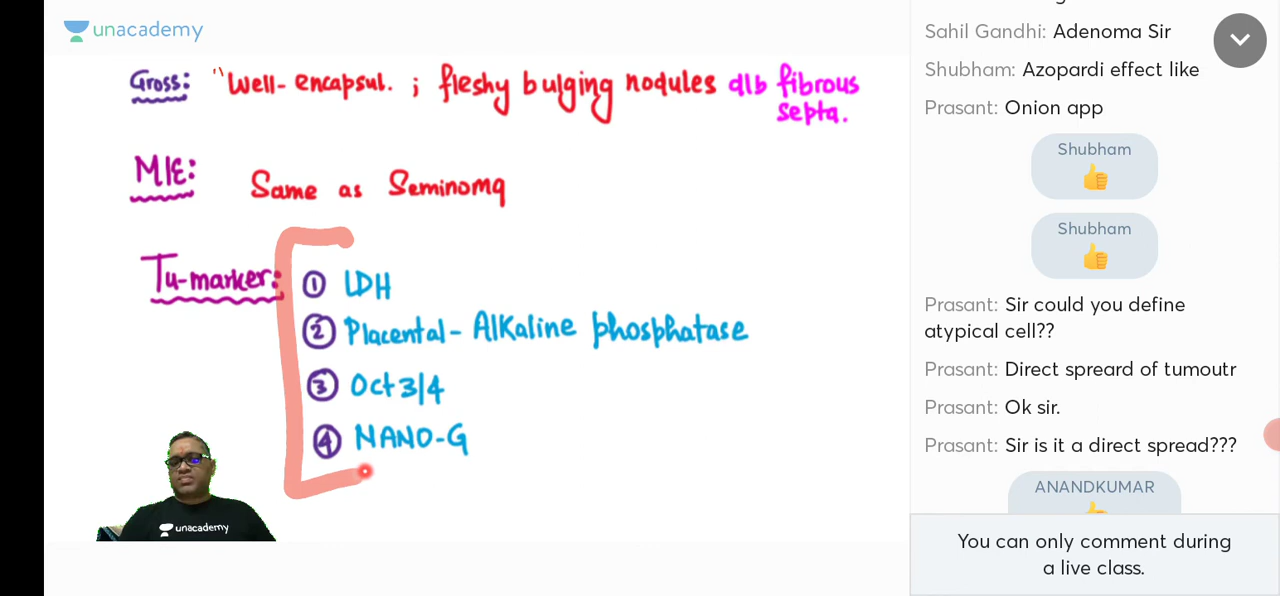 unacademy
Gross: "Well-encapsul. ; fleshy bulging nodules d/b fibrous
septa.
M/E: Same as Seminoma
Tu-marker:
① LDH
② Placental-Alkaline phosphatase
③ Oct 3/4
④ NANO-G
unacademy
Sahil Gandhi: Adenoma Sir
Shubham: Azopardi effect like
Prasant: Onion app
Shubham
👍
Shubham
👍
Prasant: Sir could you define
atypical cell??
Prasant: Direct spreard of tumoutr
Prasant: Ok sir.
Prasant: Sir is it a direct spread???
ANANDKUMAR
You can only comment during
a live class.